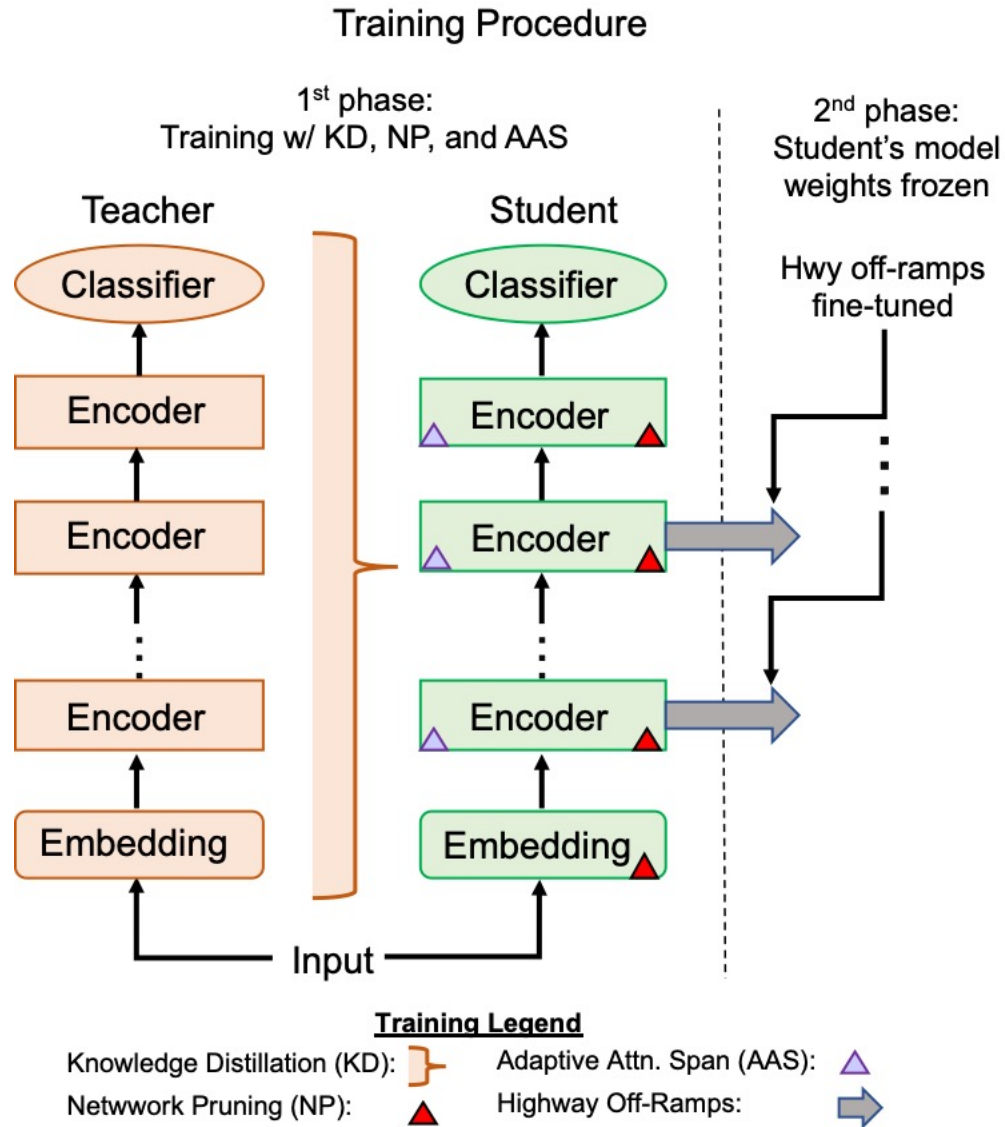 Training Procedure
1st phase:
Training w/ KD, NP, and AAS
2nd phase:
Student's model
weights frozen
Teacher
Student
Hwy off-ramps
fine-tuned
Classifier
Classifier
Encoder
Encoder
Encoder
Encoder
Encoder
Encoder
Embedding
Embedding
Input
Training Legend
Knowledge Distillation (KD):
Adaptive Attn. Span (AAS):
Netwwork Pruning (NP):
Highway Off-Ramps: